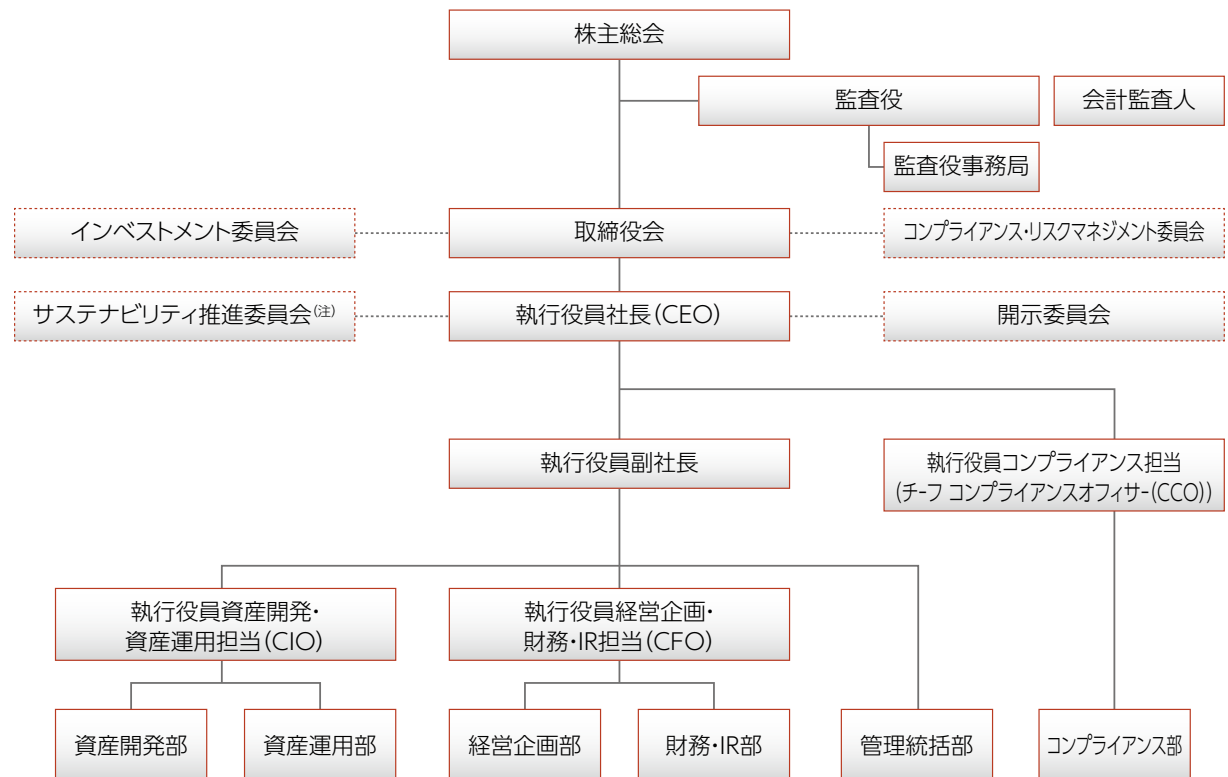 株主総会
監査役
会計監査人
監査役事務局
インベストメント委員会
取締役会
コンプライアンス・リスクマネジメント委員会
サステナビリティ推進委員会(注)
執行役員社長(CEO)
開示委員会
執行役員副社長
執行役員コンプライアンス担当
(チーフ コンプライアンスオフィサー(CCO))
執行役員資産開発・
資産運用担当(CIO)
執行役員経営企画・
財務・IR担当(CFO)
資産開発部
資産運用部
経営企画部
財務・IR部
管理統括部
コンプライアンス部